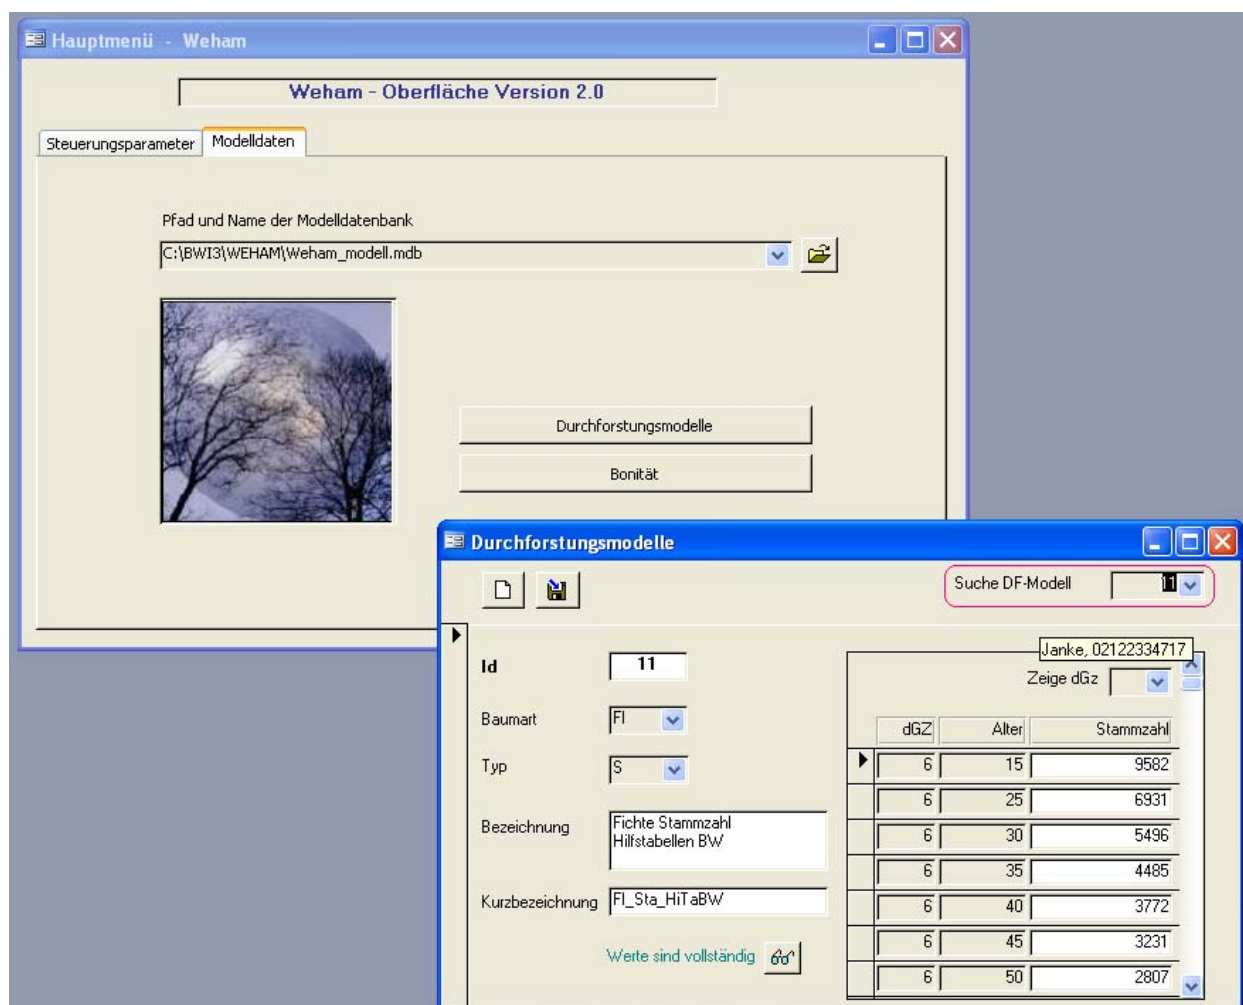 Hauptmenü - Weham
Weham - Oberfläche Version 2.0
Steuerungsparameter Modelldaten
Pfad und Name der Modelldatenbank
C:\BWI3\WEHAM\Weham_modell.mdb
Durchforstungsmodelle
Bonität
Durchforstungsmodelle
Suche DF-Modell 11
Janke, 02122334717
Id 11
Zeige dGz
Baumart FI
Typ S
Bezeichnung Fichte Stammzahl
Hilfstabellen BW
Kurzbezeichnung FI_Sta_HiTaBW
Werte sind vollständig
dGZ Alter Stammzahl
6 15 9582
6 25 6931
6 30 5496
6 35 4485
6 40 3772
6 45 3231
6 50 2807